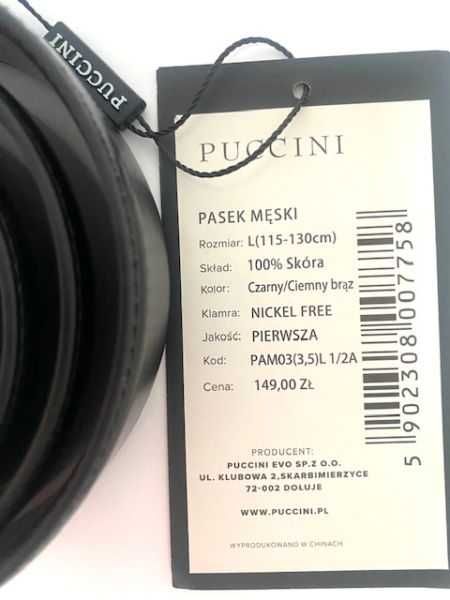 PUCCINI
PUCCINI
PASEK MĘSKI
Rozmiar: L(115-130cm)
Skład: 100% Skóra
Kolor: Czarny/Ciemny brąz
Klamra: NICKEL FREE
Jakość: PIERWSZA
Kod: PAM03(3,5)L 1/2A
Cena: 149,00 ZŁ
5 902308 007758
PRODUCENT:
PUCCINI EVO SP.Z O.O.
UL. KLUBOWA 2,SKARBIMIERZYCE
72-002 DOŁUJE
WWW.PUCCINI.PL
WYPRODUKOWANO W CHINACH